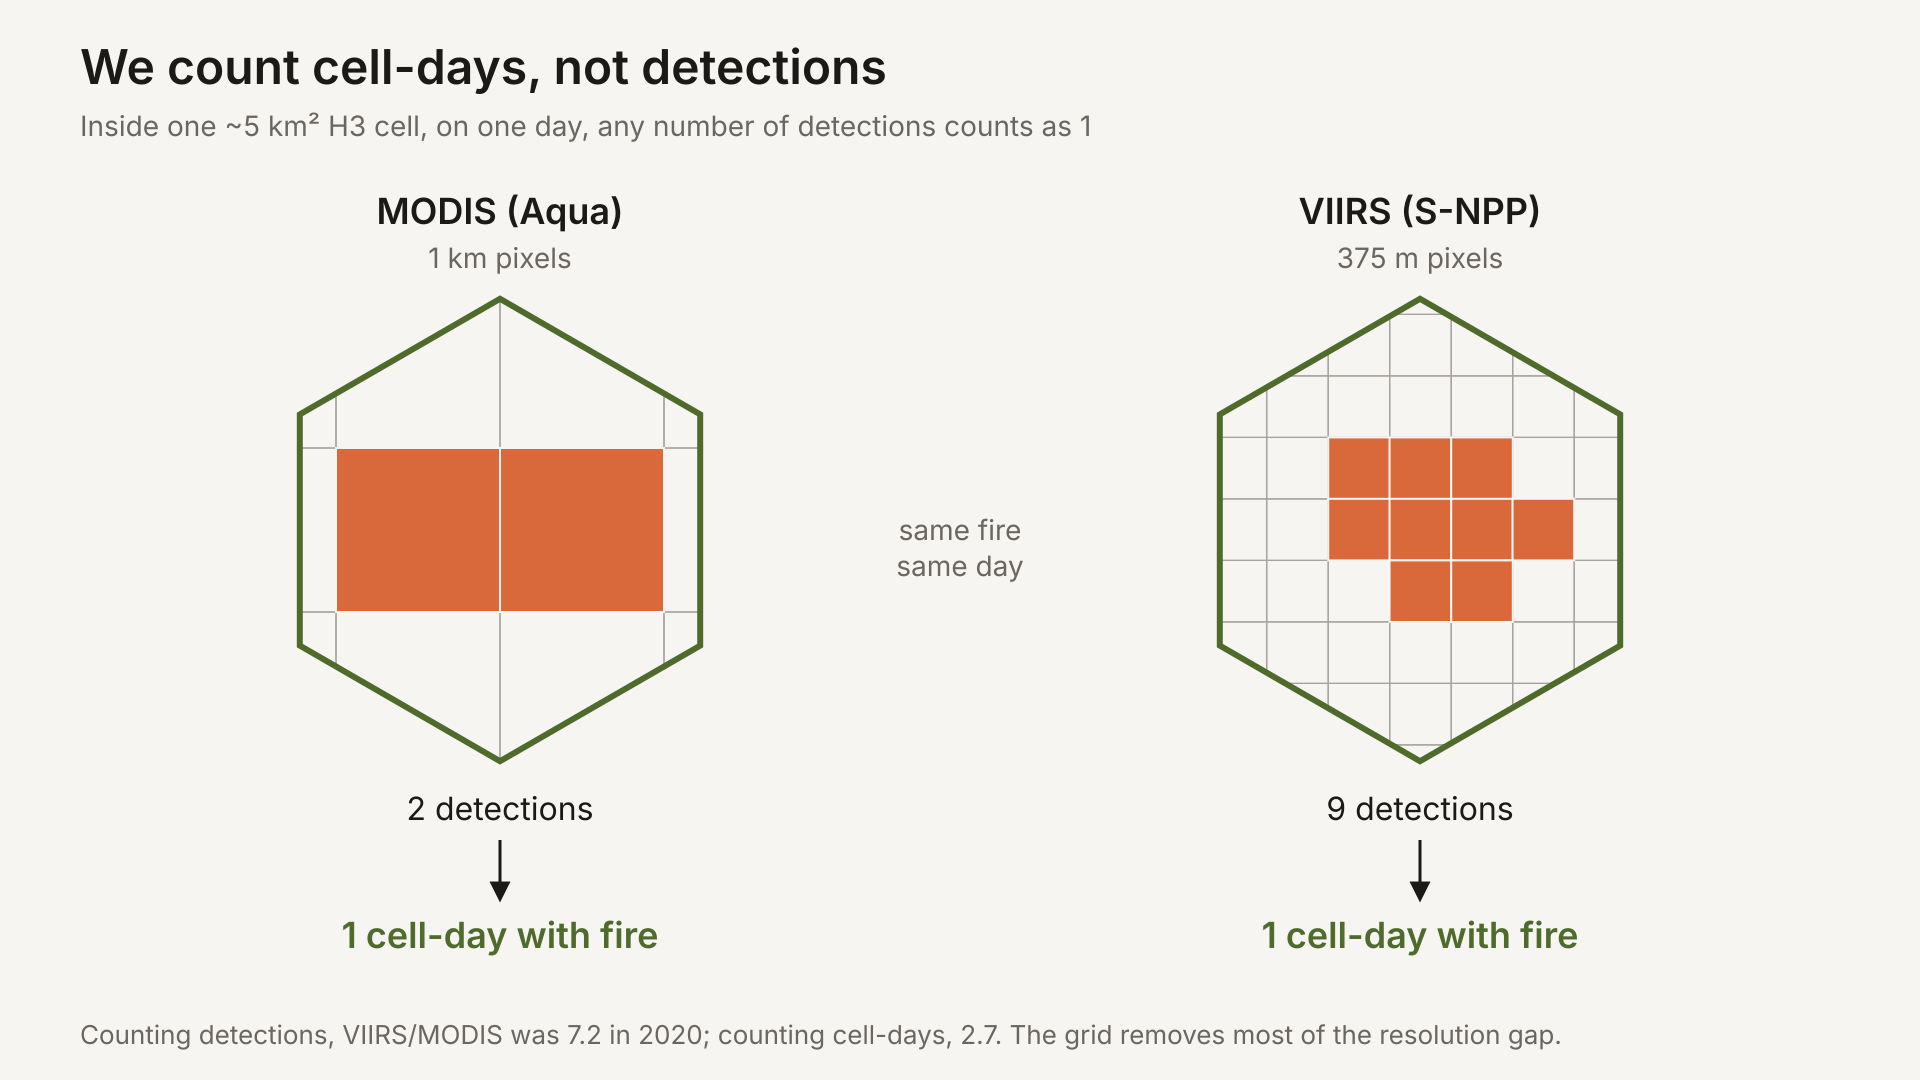 We count cell-days, not detections
Inside one ~5 km² H3 cell, on one day, any number of detections counts as 1
MODIS (Aqua)
1 km pixels
VIIRS (S-NPP)
375 m pixels
same fire
same day
2 detections
9 detections
1 cell-day with fire
1 cell-day with fire
Counting detections, VIIRS/MODIS was 7.2 in 2020; counting cell-days, 2.7. The grid removes most of the resolution gap.